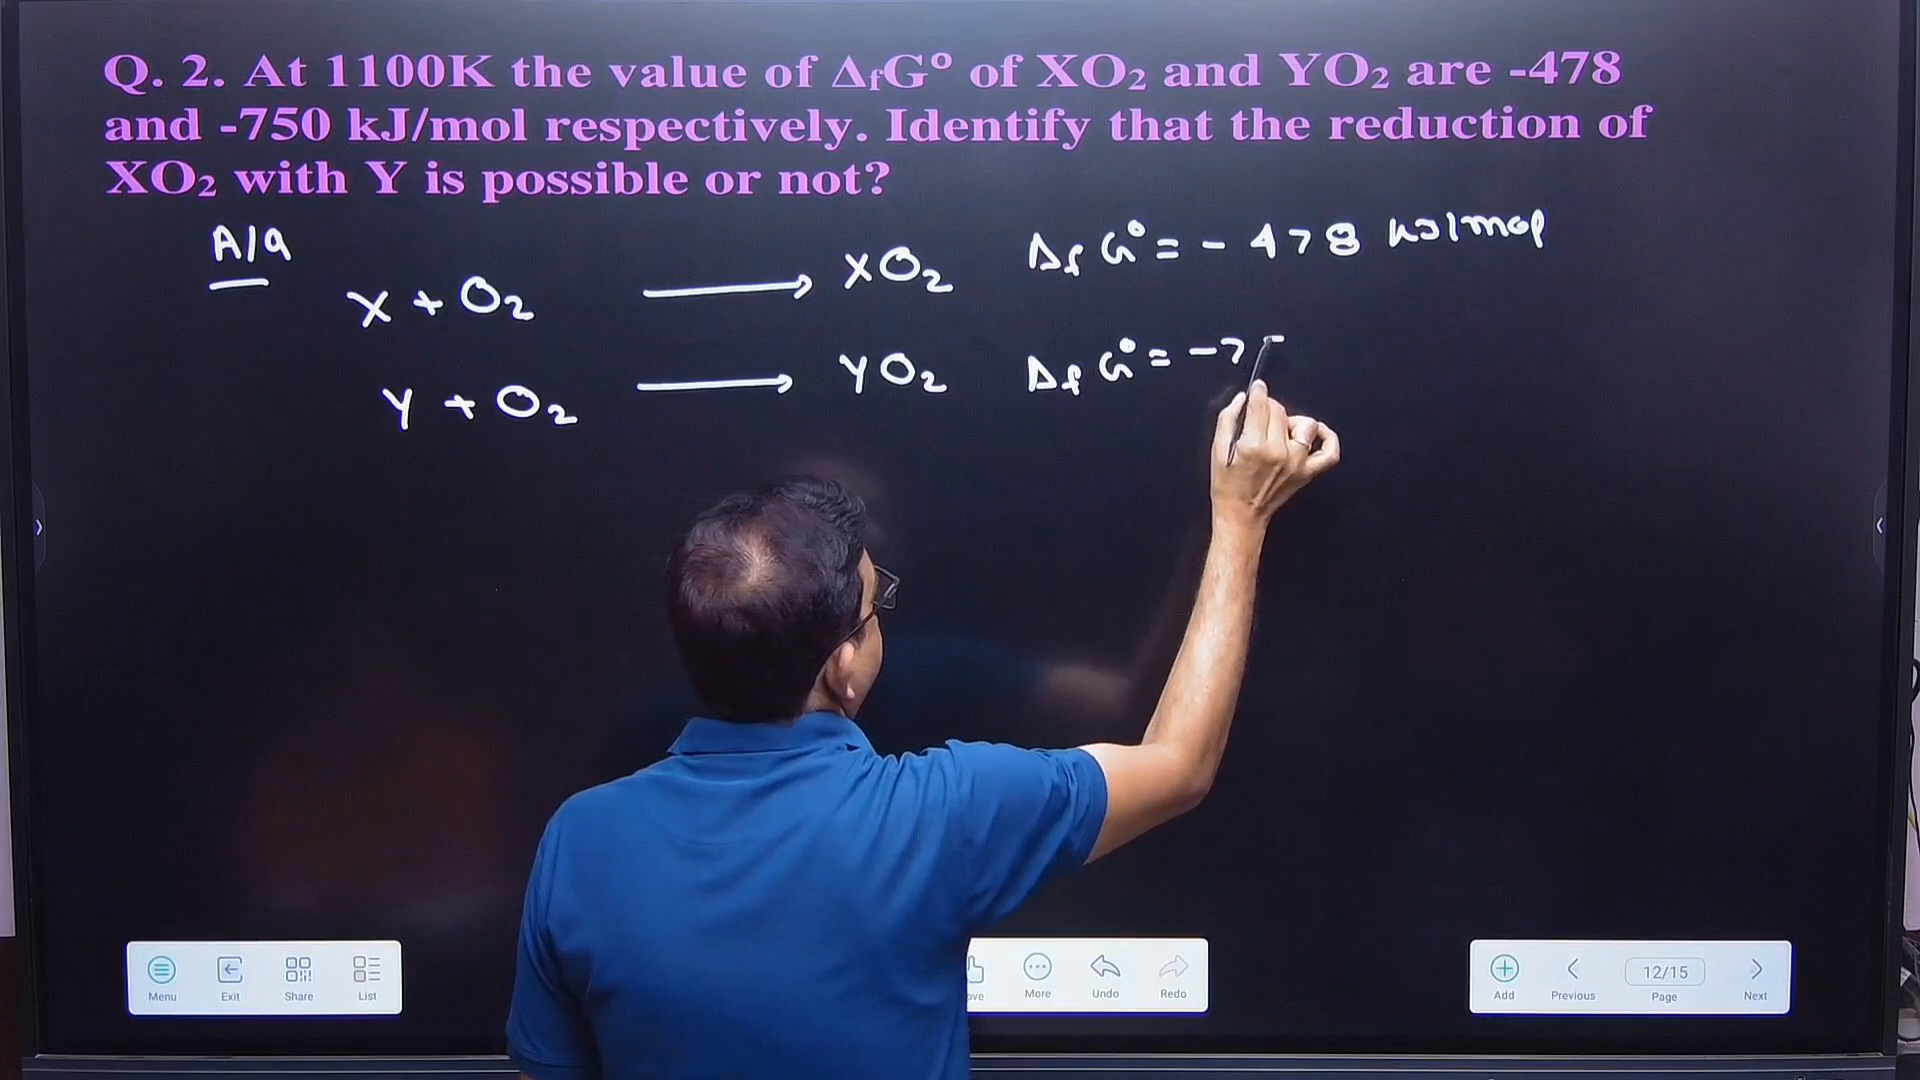 Q. 2. At 1100K the value of ΔfG° of XO₂ and YO₂ are -478
and -750 kJ/mol respectively. Identify that the reduction of
XO₂ with Y is possible or not?
A/q
X + O₂ ⟶ XO₂ ΔfG° = - 478 kJ/mol
Y + O₂ ⟶ YO₂ ΔfG° = -7
Menu Exit Share List
ove More Undo Redo
Add Previous 12/15 Page Next